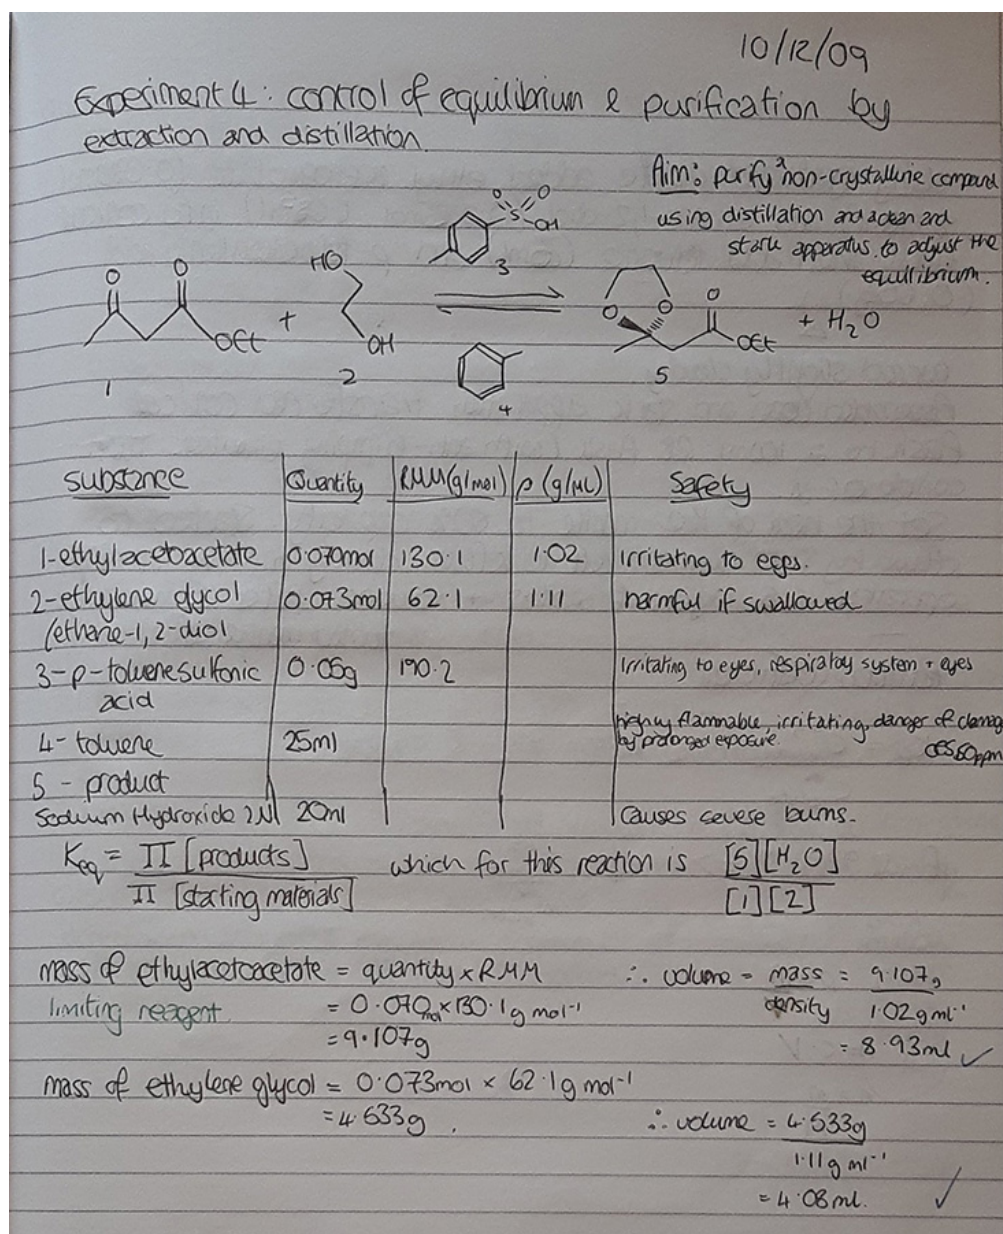 10/12/09
Experiment 4: control of equilibrium & purification by
extraction and distillation.
Aim: purify a non-crystalline compound
using distillation and a dean and
stark apparatus to adjust the
equillibrium.
O O OEt
1
+
HO OH
2
O O S OH
3
4
O O O OEt
5
+ H2O
substance Quantity RMM (g/mol) ρ (g/mL) Safety
1-ethylacetoacetate 0.070mol 130.1 1.02 Irritating to eyes.
2-ethylene glycol 0.073mol 62.1 1.11 harmful if swallowed
(ethane-1,2-diol
3-p-toluenesulfonic 0.05g 190.2 Irritating to eyes, respiratoy system + eyes
acid
4-toluene 25ml highly flammable, irritating, danger of damage
by prolonged exposure. 50ppm
5 - product
Sodium Hydroxide 2N 20ml Causes severe burns.
Keq = Π [products] / Π [starting materials] which for this reaction is [5][H2O] / [1][2]
mass of ethylacetoacetate = quantity x RMM ∴ volume = mass / density = 9.107g / 1.02g ml⁻¹
limiting reagent = 0.070mol x 130.1g mol⁻¹
= 9.107g = 8.93ml ✓
mass of ethylene glycol = 0.073mol x 62.1g mol⁻¹
= 4.533g. ∴ volume = 4.533g / 1.11g ml⁻¹
= 4.08ml. ✓